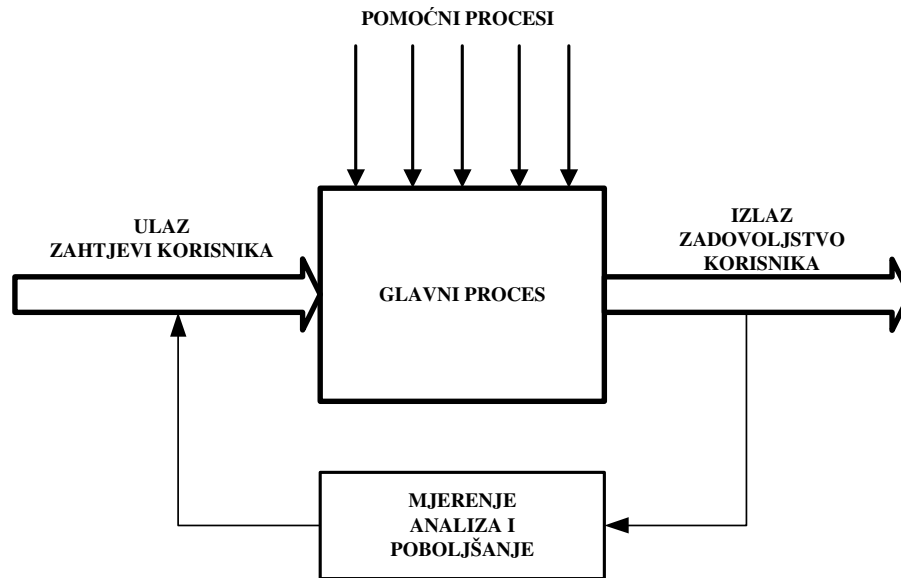 POMOĆNI PROCESI
ULAZ
ZAHTJEVI KORISNIKA
IZLAZ
ZADOVOLJSTVO
KORISNIKA
GLAVNI PROCES
MJERENJE
ANALIZA I
POBOLJŠANJE